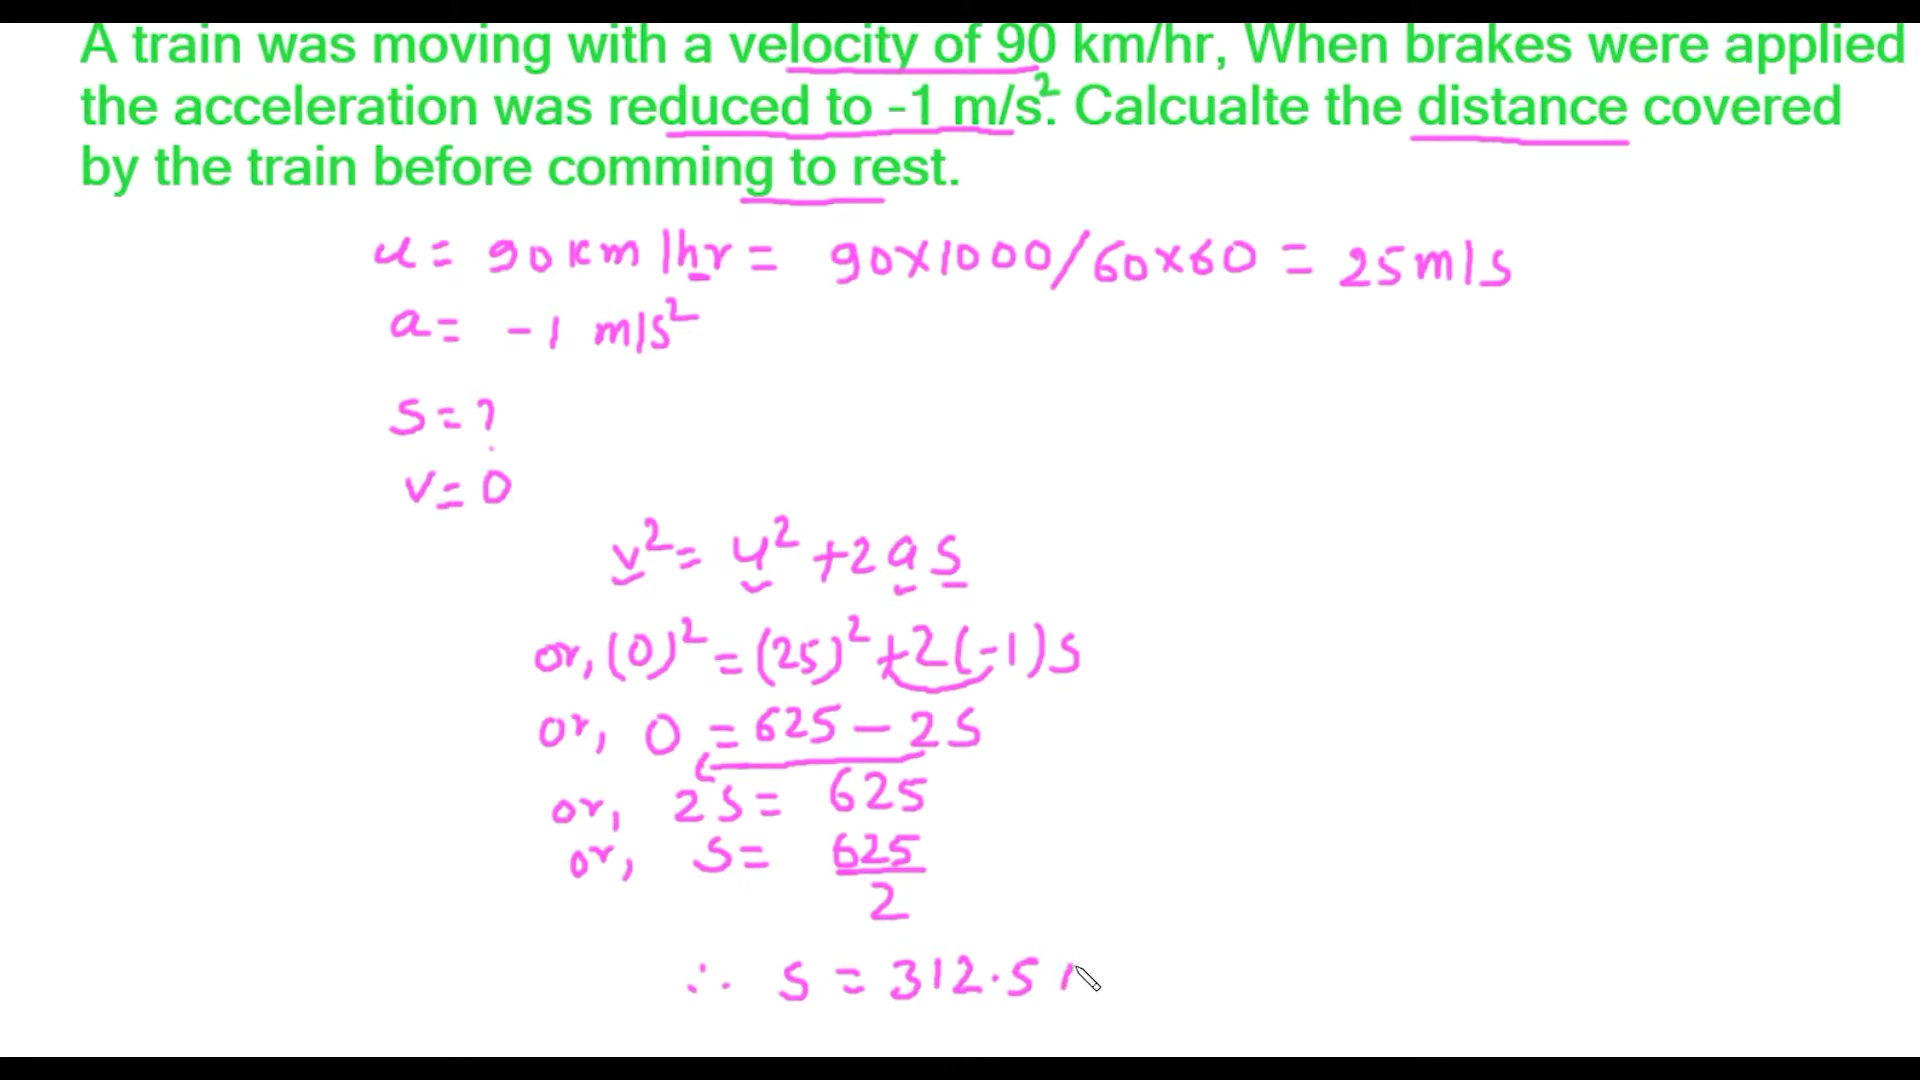 A train was moving with a velocity of 90 km/hr, When brakes were applied
the acceleration was reduced to -1 m/s². Calcualte the distance covered
by the train before comming to rest.
u = 90 km/hr = 90×1000/60×60 = 25 m/s
a = -1 m/s²
s = ?
v = 0
v² = u² + 2 a s
or, (0)² = (25)² + 2 (-1) s
or, 0 = 625 - 2s
or, 2s = 625
or, s = 625/2
∴ s = 312.5